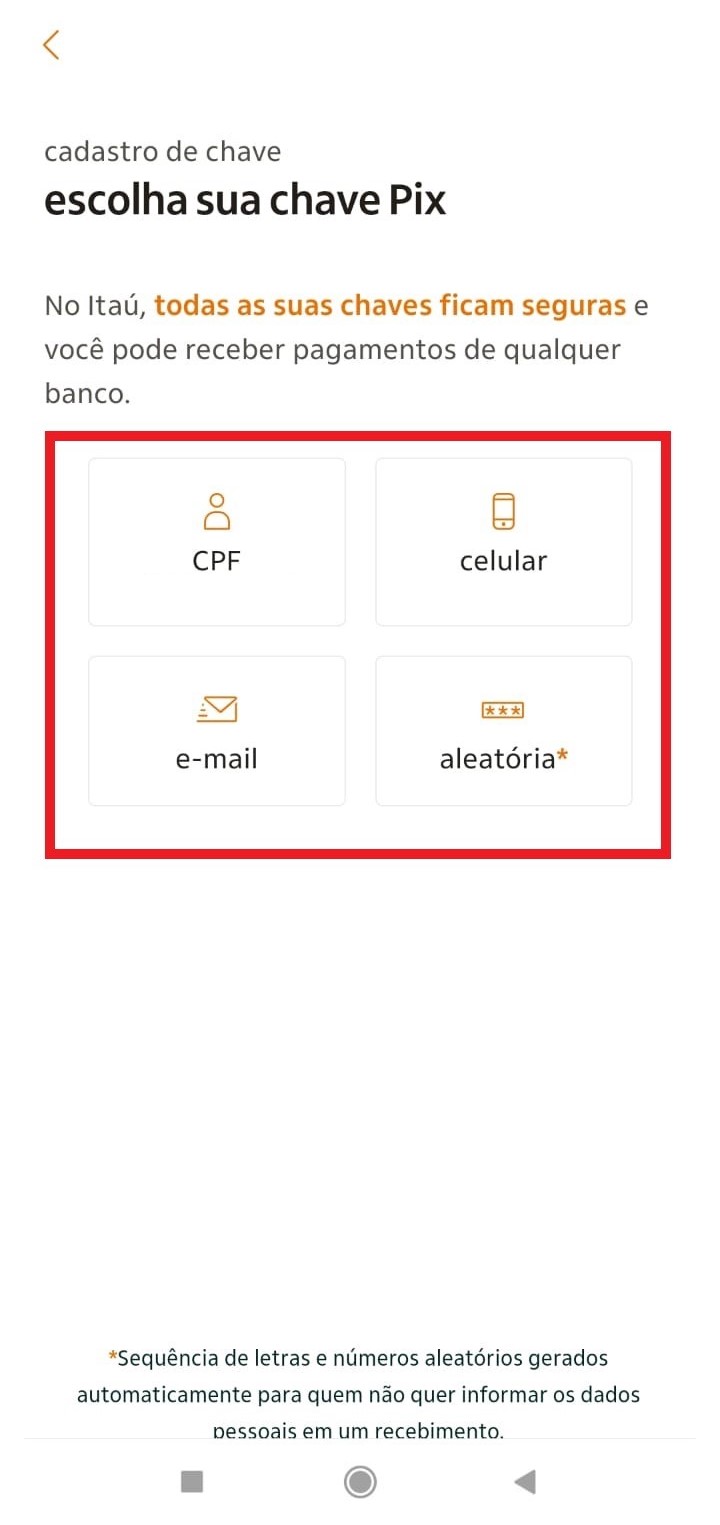 cadastro de chave
escolha sua chave Pix
No Itaú, todas as suas chaves ficam seguras e
você pode receber pagamentos de qualquer
banco.
CPF
celular
e-mail
aleatória*
*Sequência de letras e números aleatórios gerados
automaticamente para quem não quer informar os dados
pessoais em um recebimento.